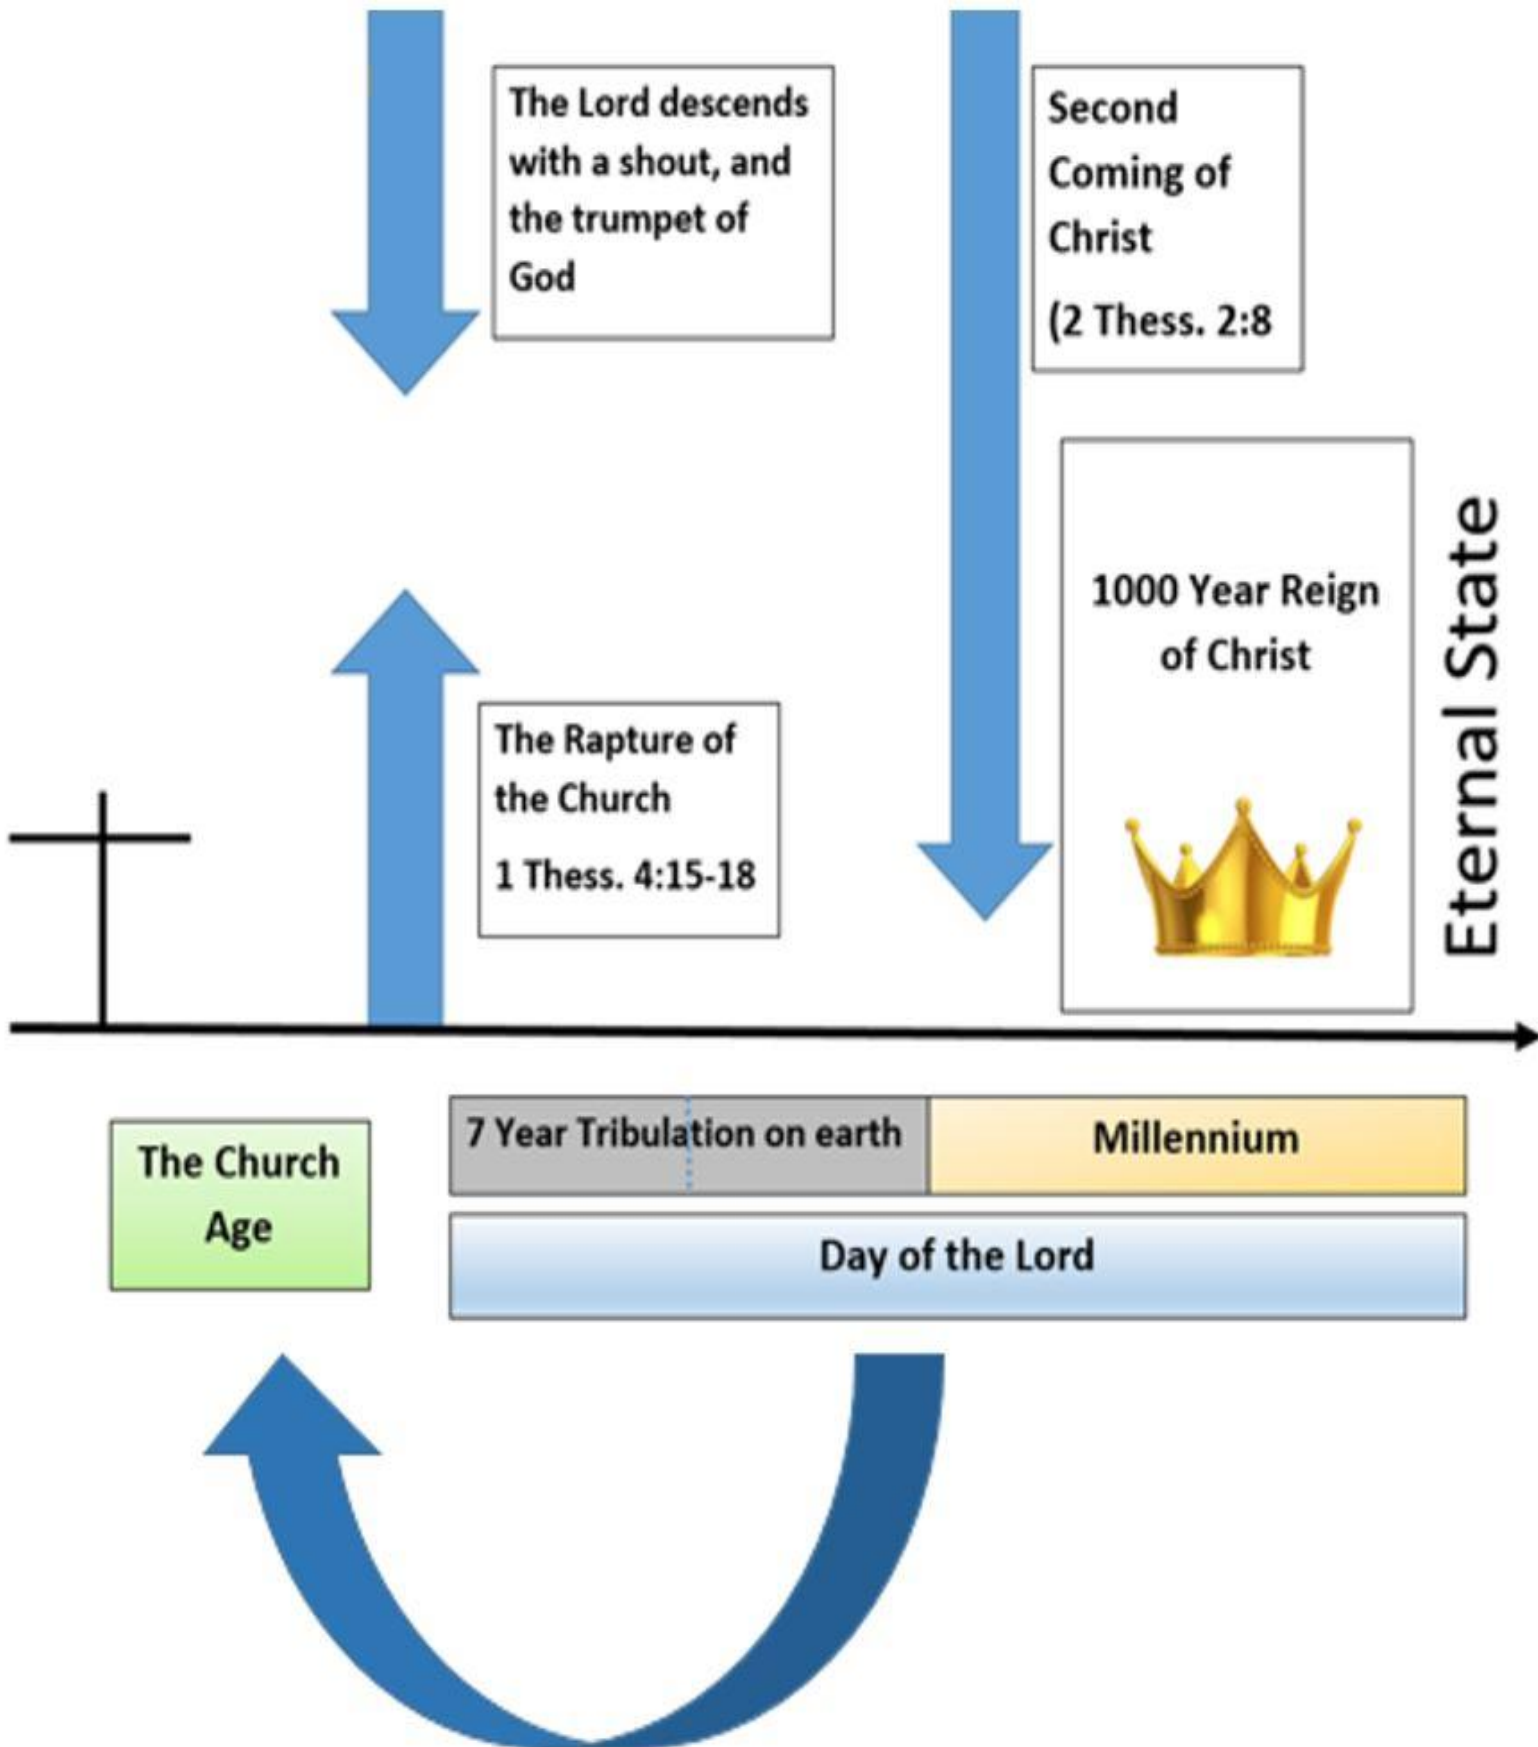 The Lord descends
with a shout, and
the trumpet of
God
Second
Coming of
Christ
(2 Thess. 2:8
1000 Year Reign
of Christ
Eternal State
The Rapture of
the Church
1 Thess. 4:15-18
The Church
Age
7 Year Tribulation on earth
Millennium
Day of the Lord